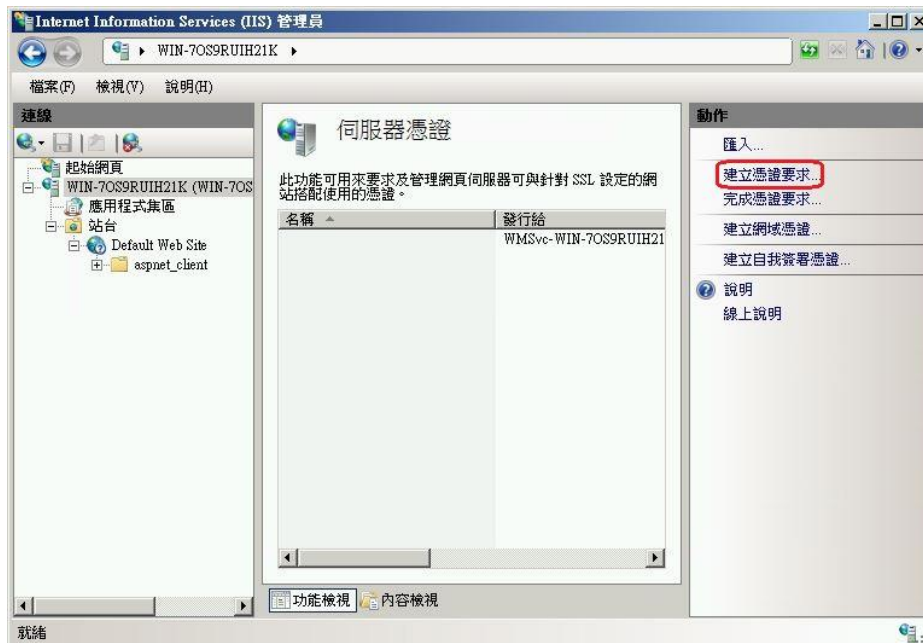 Internet Information Services (IIS) 管理員
WIN-7OS9RUIH21K
檔案(F) 檢視(V) 說明(H)
連線
起始網頁
WIN-7OS9RUIH21K (WIN-7OS
應用程式集區
站台
Default Web Site
aspnet_client
伺服器憑證
此功能可用來要求及管理網頁伺服器可與針對 SSL 設定的網
站搭配使用的憑證。
名稱 發行給
WMSvc-WIN-7OS9RUIH21
功能檢視 內容檢視
動作
匯入...
建立憑證要求...
完成憑證要求...
建立網域憑證...
建立自我簽署憑證...
說明
線上說明
就緒